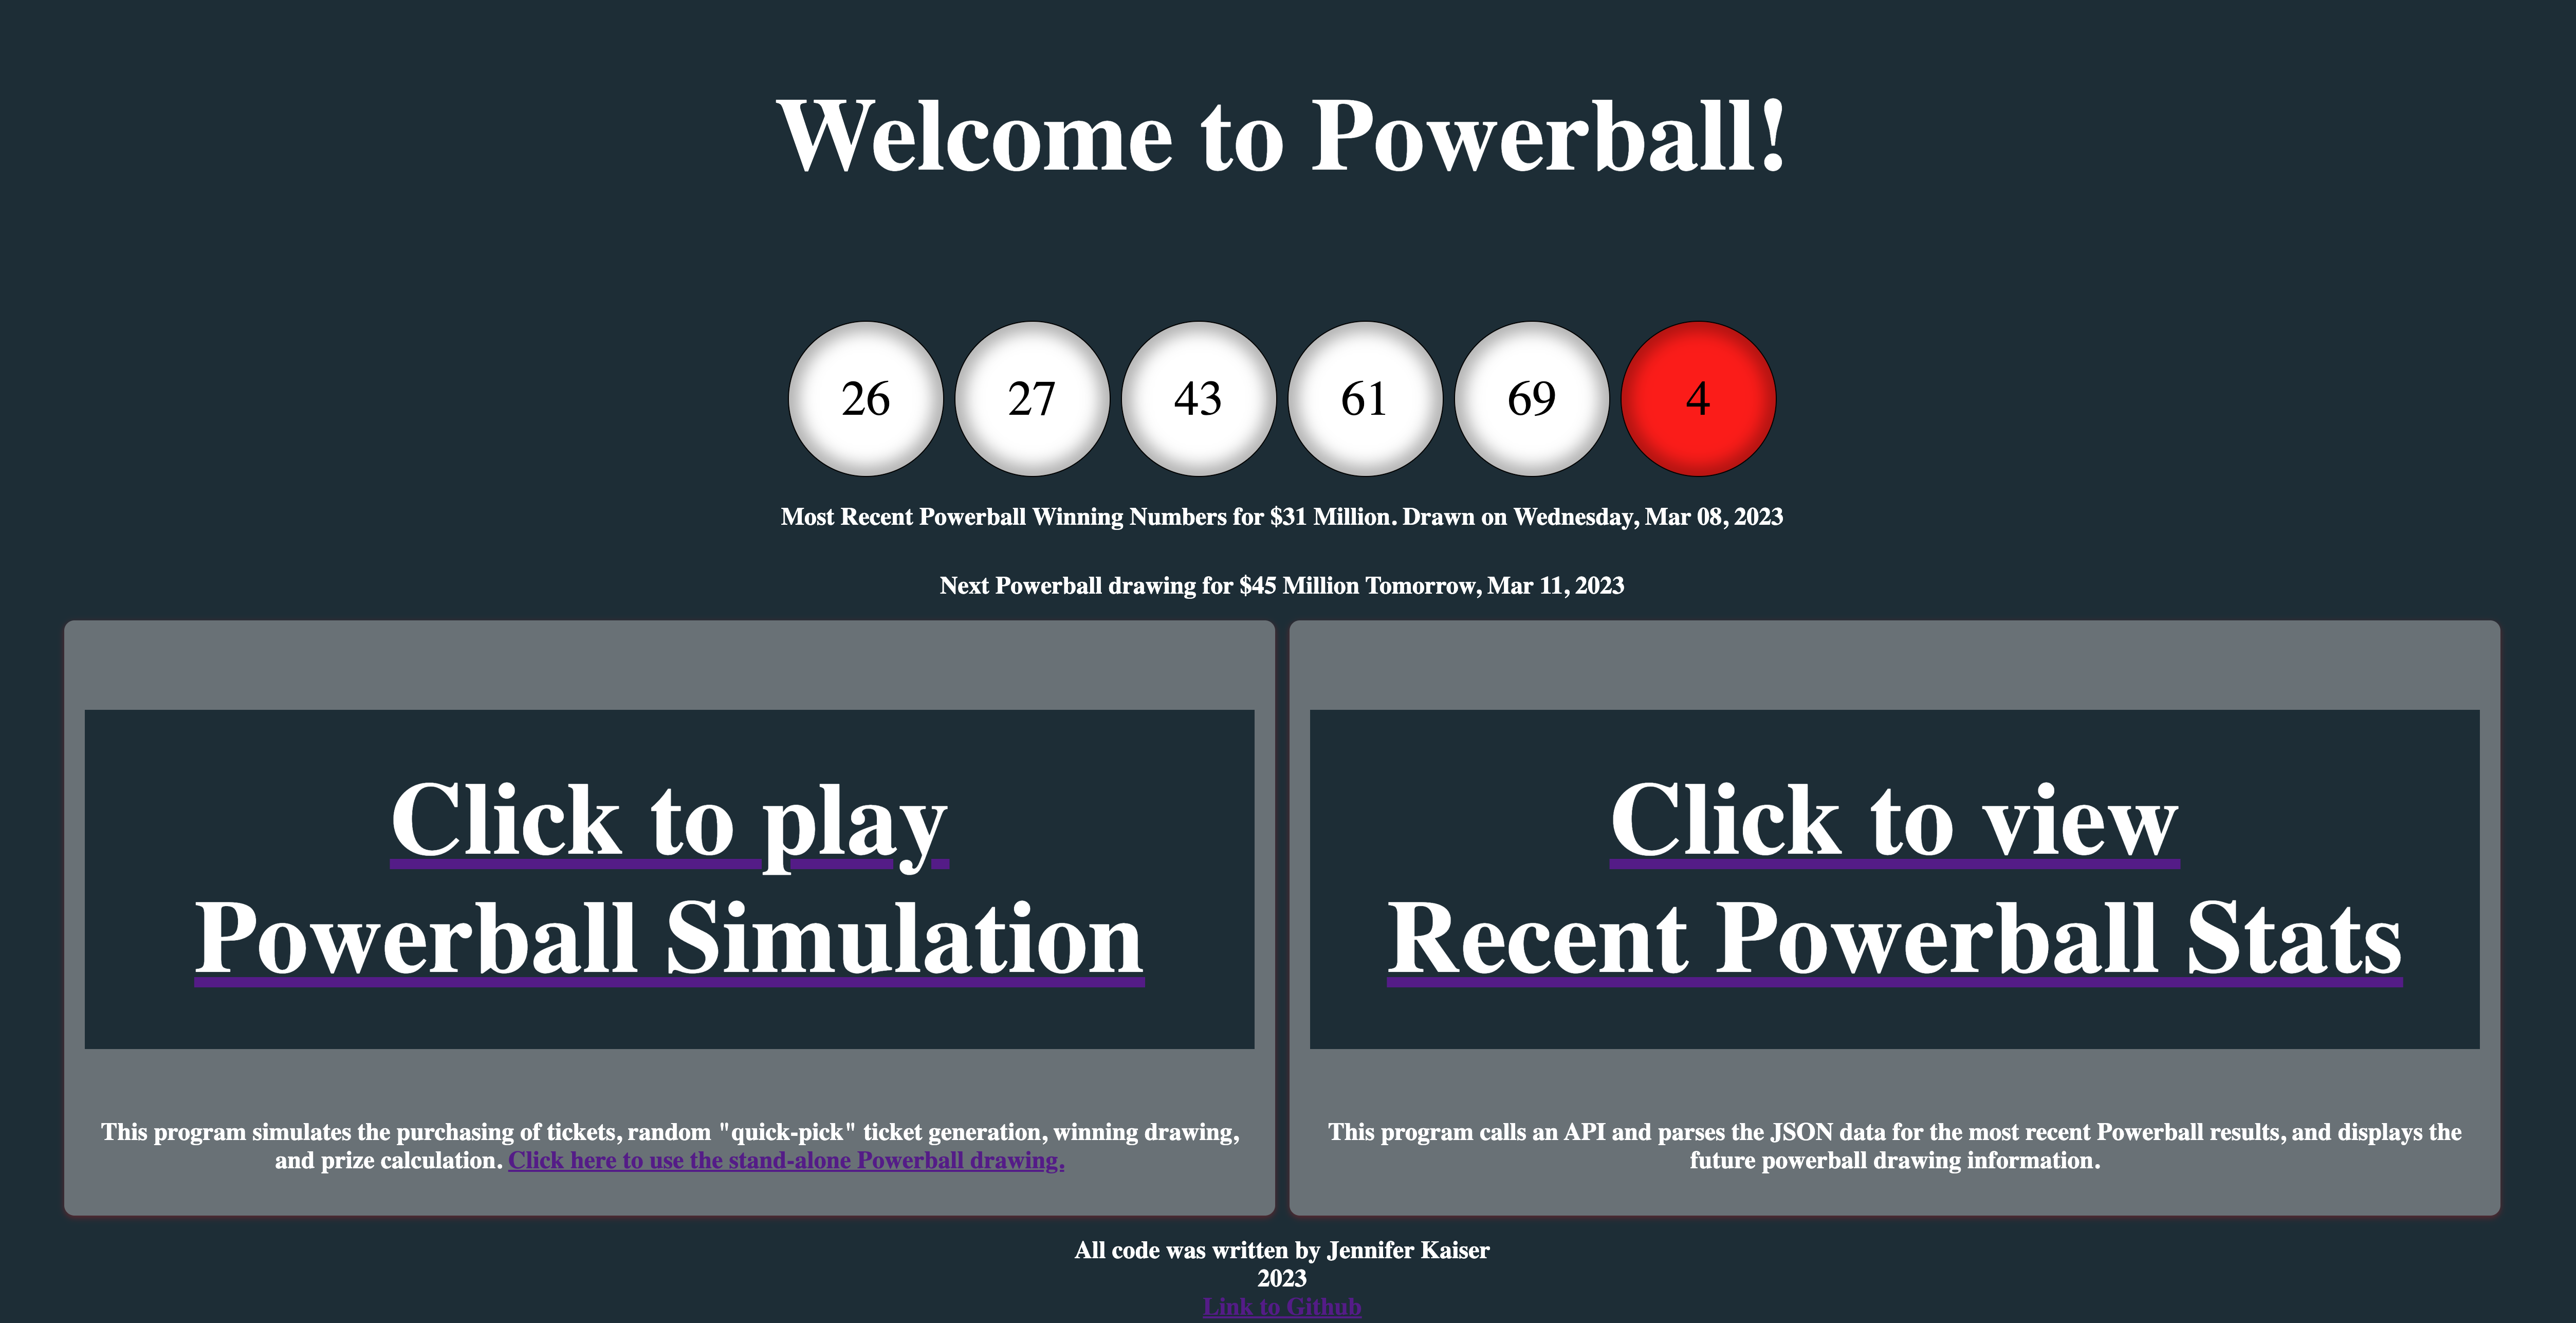 Welcome to Powerball!
26 27 43 61 69 4
Most Recent Powerball Winning Numbers for $31 Million. Drawn on Wednesday, Mar 08, 2023
Next Powerball drawing for $45 Million Tomorrow, Mar 11, 2023
Click to play
Powerball Simulation
This program simulates the purchasing of tickets, random "quick-pick" ticket generation, winning drawing,
and prize calculation. Click here to use the stand-alone Powerball drawing.
Click to view
Recent Powerball Stats
This program calls an API and parses the JSON data for the most recent Powerball results, and displays the
future powerball drawing information.
All code was written by Jennifer Kaiser
2023
Link to Github